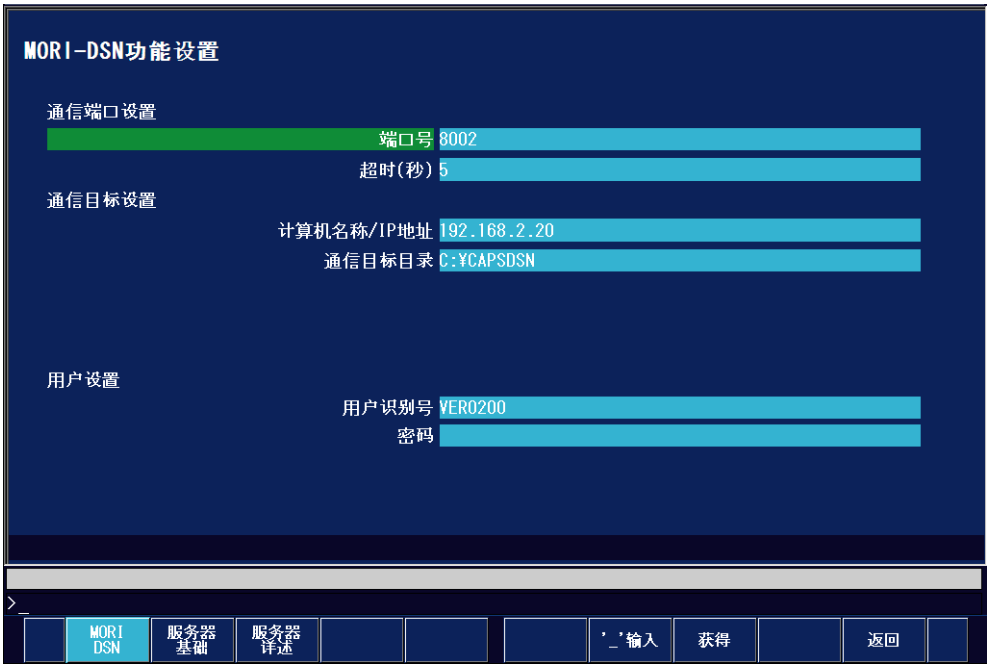 MORI-DSN功能设置
通信端口设置
端口号 8002
超时(秒) 5
通信目标设置
计算机名称/IP地址 192.168.2.20
通信目标目录 C:¥CAPSDSN
用户设置
用户识别号 VER0200
密码
>_
MORI DSN 服务器基础 服务器详述 '_'输入 获得 返回